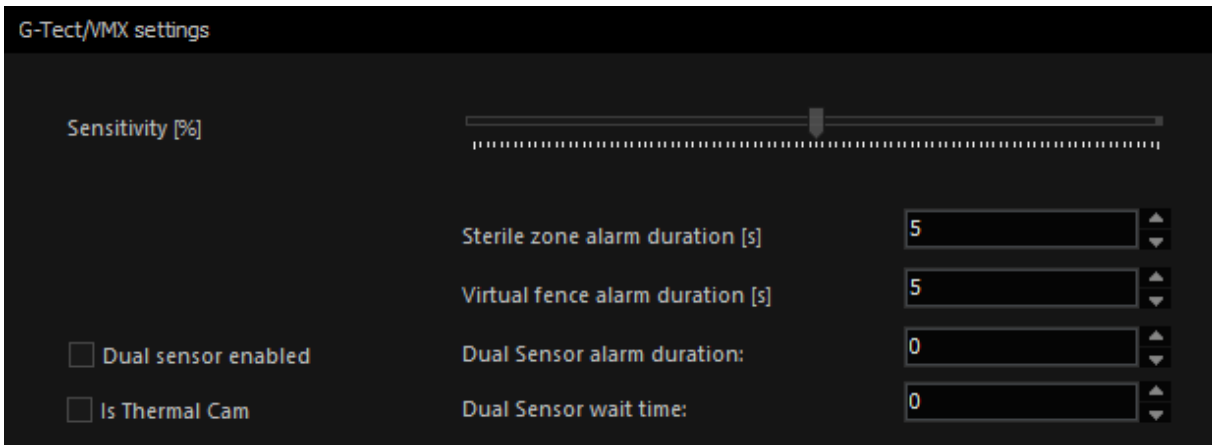 G-Tect/VMX settings
Sensitivity [%]
Sterile zone alarm duration [s] 5
Virtual fence alarm duration [s] 5
Dual sensor enabled Dual Sensor alarm duration: 0
Is Thermal Cam Dual Sensor wait time: 0